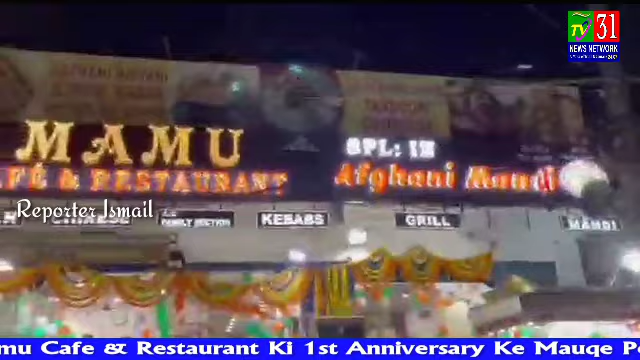 TV 31
NEWS NETWORK
MAMU
CAFÉ & RESTAURANT
SPL: IN
Afghani Mandi
CHINESE
A/C FAMILY SECTION
KEBABS
GRILL
MANDI
Reporter Ismail
mu Cafe & Restaurant Ki 1st Anniversary Ke Mauqe P